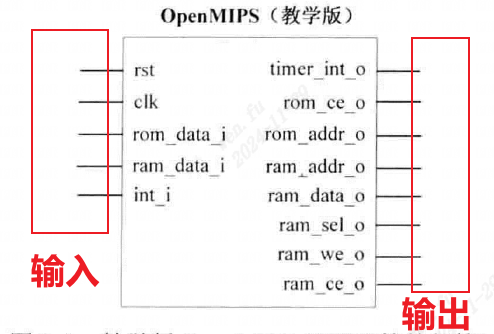 OpenMIPS（教学版）
rst timer_int_o
clk rom_ce_o
rom_data_i rom_addr_o
ram_data_i ram_addr_o
int_i ram_data_o
ram_sel_o
ram_we_o
ram_ce_o
输入
输出